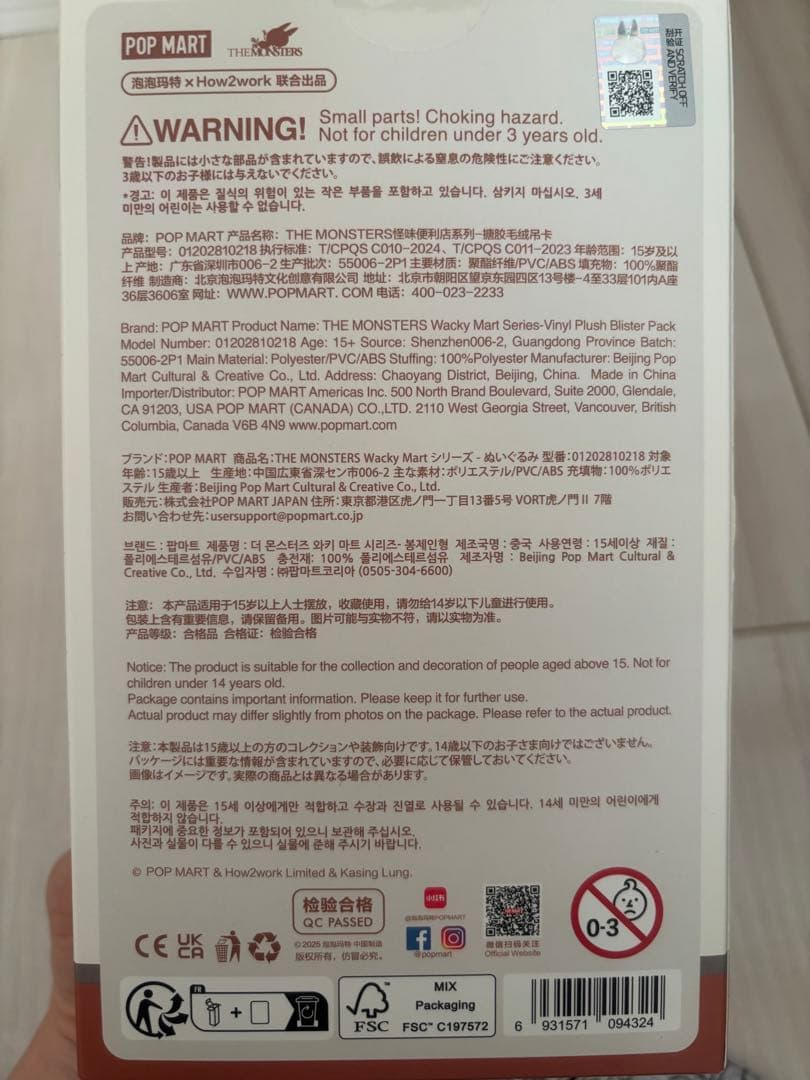 POP MART
THE MONSTERS
泡泡玛特 × How2work 联合出品
刮开
验证
SCRATCH OFF
AND VERIFY
WARNING!
Small parts! Choking hazard.
Not for children under 3 years old.
警告!製品には小さな部品が含まれていますので、誤飲による窒息の危険性にご注意ください。
3歳以下のお子様には与えないでください。
*경고: 이 제품은 질식의 위험이 있는 작은 부품을 포함하고 있습니다. 삼키지 마십시오. 3세
미만의 어린이는 사용할 수 없습니다.
品牌: POP MART 产品名称: THE MONSTERS怪味便利店系列-搪胶毛绒吊卡
产品型号: 01202810218 执行标准: T/CPQS C010-2024、T/CPQS C011-2023 年龄范围: 15岁及以
上 产地: 广东省深圳市006-2 生产批次: 55006-2P1 主要材质: 聚酯纤维/PVC/ABS 填充物: 100%聚酯
纤维 制造商: 北京泡泡玛特文化创意有限公司 地址: 北京市朝阳区望京东园四区13号楼-4至33层101内A座
36层3606室 网址: WWW.POPMART. COM 电话: 400-023-2233
Brand: POP MART Product Name: THE MONSTERS Wacky Mart Series-Vinyl Plush Blister Pack
Model Number: 01202810218 Age: 15+ Source: Shenzhen006-2, Guangdong Province Batch:
55006-2P1 Main Material: Polyester/PVC/ABS Stuffing: 100%Polyester Manufacturer: Beijing Pop
Mart Cultural & Creative Co., Ltd. Address: Chaoyang District, Beijing, China. Made in China
Importer/Distributor: POP MART Americas Inc. 500 North Brand Boulevard, Suite 2000, Glendale,
CA 91203, USA POP MART (CANADA) CO.,LTD. 2110 West Georgia Street, Vancouver, British
Columbia, Canada V6B 4N9 www.popmart.com
ブランド:POP MART 商品名:THE MONSTERS Wacky Mart シリーズ - ぬいぐるみ 型番:01202810218 対象
年齢:15歳以上 生産地:中国広東省深セン市006-2 主な素材:ポリエステル/PVC/ABS 充填物:100%ポリエ
ステル 生産者:Beijing Pop Mart Cultural & Creative Co., Ltd.
販売元:株式会社POP MART JAPAN 住所:東京都港区虎ノ門一丁目13番5号 VORT虎ノ門Ⅱ 7階
お問い合わせ先:usersupport@popmart.co.jp
브랜드 : 팝마트 제품명 : 더 몬스터즈 와키 마트 시리즈- 봉제인형 제조국명 : 중국 사용연령 : 15세이상 재질 :
폴리에스테르섬유/PVC/ABS 충전재: 100% 폴리에스테르섬유 제조자명 : Beijing Pop Mart Cultural &
Creative Co., Ltd. 수입자명 : ㈜팝마트코리아 (0505-304-6600)
注意: 本产品适用于15岁以上人士摆放, 收藏使用, 请勿给14岁以下儿童进行使用。
包装上含有重要信息, 请保留备用。图片可能与实物不符, 请以实物为准。
产品等级: 合格品 合格证: 检验合格
Notice: The product is suitable for the collection and decoration of people aged above 15. Not for
children under 14 years old.
Package contains important information. Please keep it for further use.
Actual product may differ slightly from photos on the package. Please refer to the actual product.
注意:本製品は15歳以上の方のコレクションや装飾向けです。14歳以下のお子さま向けではございません。
パッケージには重要な情報が含まれていますので、必要に応じて保管しておいてください。
画像はイメージです。実際の商品とは異なる場合があります。
주의: 이 제품은 15세 이상에게만 적합하고 수장과 진열로 사용될 수 있습니다. 14세 미만의 어린이에게
적합하지 않습니다.
패키지에 중요한 정보가 포함되어 있으니 보관해 주십시오.
사진과 실물이 다를 수 있으니 실물에 준해 주시기 바랍니다.
© POP MART & How2work Limited & Kasing Lung.
检验合格
QC PASSED
小红书
@泡泡玛特POPMART
@popmart
微信扫码关注
Official Website
0-3
CE UK
CA
© 2025 泡泡玛特 中国制造
版权所有, 仿冒必究。
FR
FSC
MIX
Packaging
FSC™ C197572
6 931571 094324